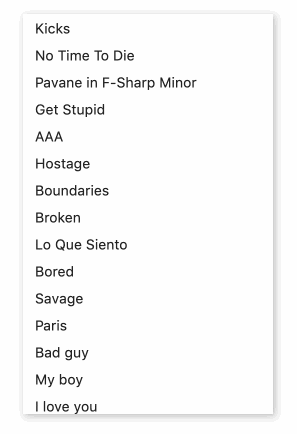 Kicks
No Time To Die
Pavane in F-Sharp Minor
Get Stupid
AAA
Hostage
Boundaries
Broken
Lo Que Siento
Bored
Savage
Paris
Bad guy
My boy
I love you